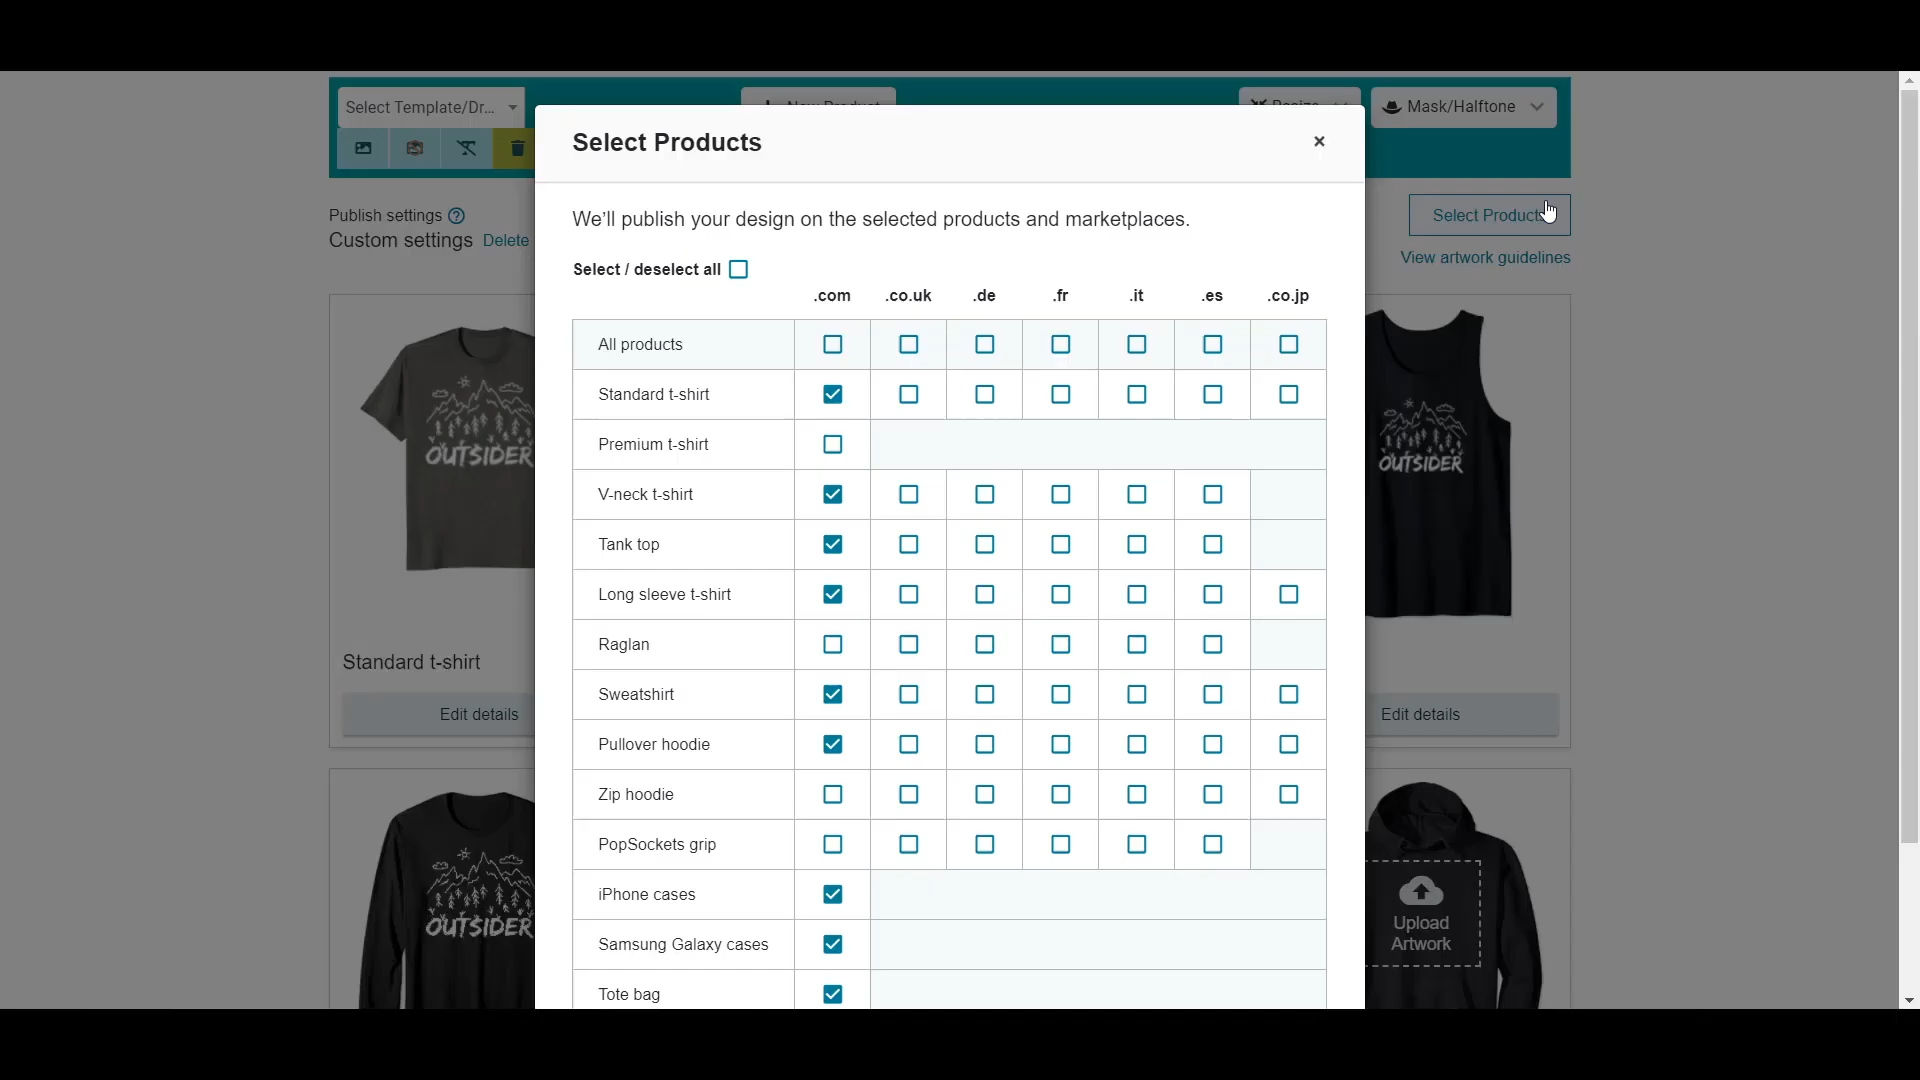 Select Template/Dr...
New Product
Resize
Mask/Halftone
Publish settings ?
Custom settings Delete
Select Products
View artwork guidelines
OUTSIDER
Standard t-shirt
Edit details
OUTSIDER
Edit details
OUTSIDER
Upload
Artwork
Select Products ×
We'll publish your design on the selected products and marketplaces.
Select / deselect all
.com .co.uk .de .fr .it .es .co.jp
All products
Standard t-shirt
Premium t-shirt
V-neck t-shirt
Tank top
Long sleeve t-shirt
Raglan
Sweatshirt
Pullover hoodie
Zip hoodie
PopSockets grip
iPhone cases
Samsung Galaxy cases
Tote bag